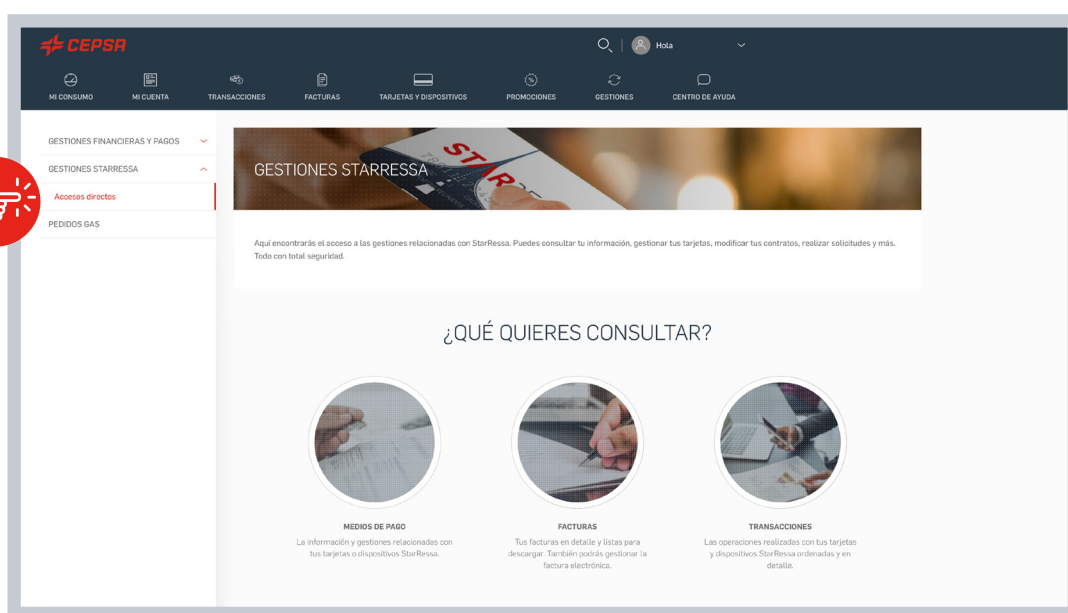 CEPSA
Hola
MI CONSUMO
MI CUENTA
TRANSACCIONES
FACTURAS
TARJETAS Y DISPOSITIVOS
PROMOCIONES
GESTIONES
CENTRO DE AYUDA
GESTIONES FINANCIERAS Y PAGOS
GESTIONES STARRESSA
Accesos directos
PEDIDOS GAS
STAR
GESTIONES STARRESSA
Aquí encontrarás el acceso a las gestiones relacionadas con StarRessa. Puedes consultar tu información, gestionar tus tarjetas, modificar tus contratos, realizar solicitudes y más.
Todo con total seguridad.
¿QUÉ QUIERES CONSULTAR?
MEDIOS DE PAGO
La información y gestiones relacionadas con
tus tarjetas o dispositivos StarRessa.
FACTURAS
Tus facturas en detalle y listas para
descargar. También podrás gestionar la
factura electrónica.
TRANSACCIONES
Las operaciones realizadas con tus tarjetas
y dispositivos StarRessa ordenadas y en
detalle.